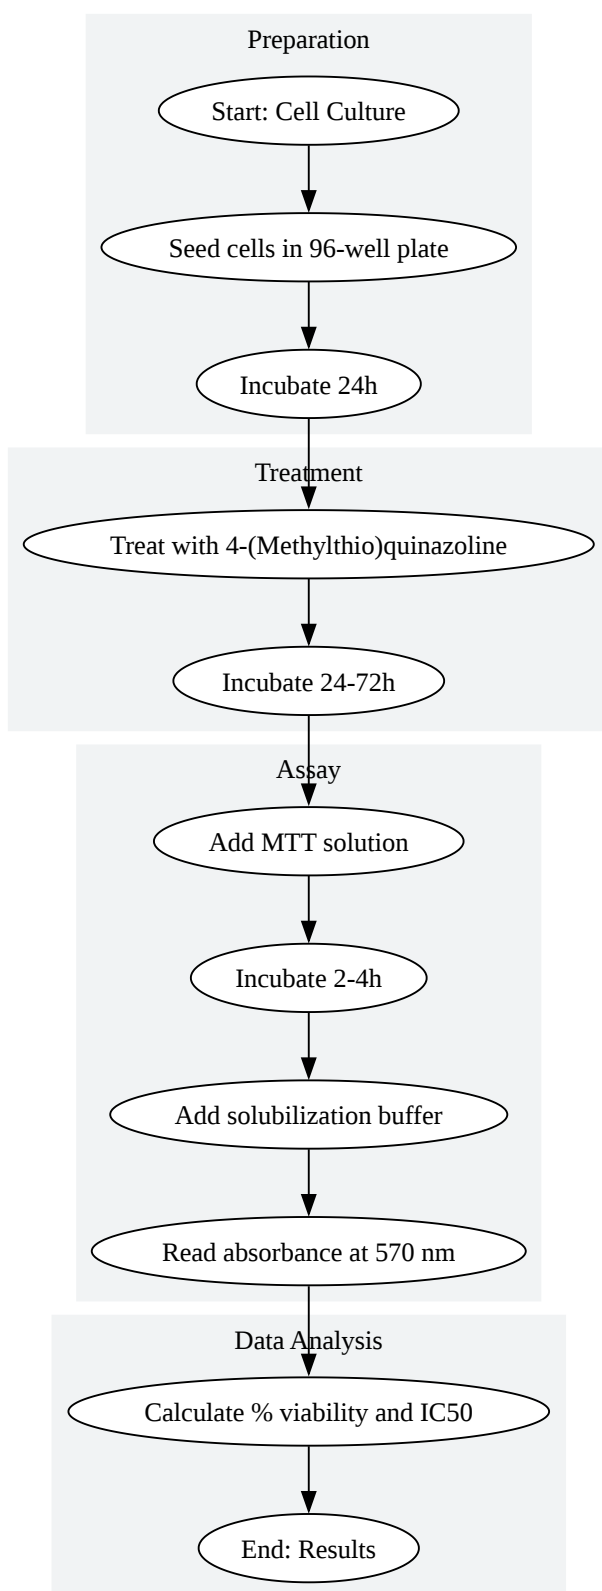 Preparation
Start: Cell Culture
Seed cells in 96-well plate
Incubate 24h
Treatment
Treat with 4-(Methylthio)quinazoline
Incubate 24-72h
Assay
Add MTT solution
Incubate 2-4h
Add solubilization buffer
Read absorbance at 570 nm
Data Analysis
Calculate % viability and IC50
End: Results